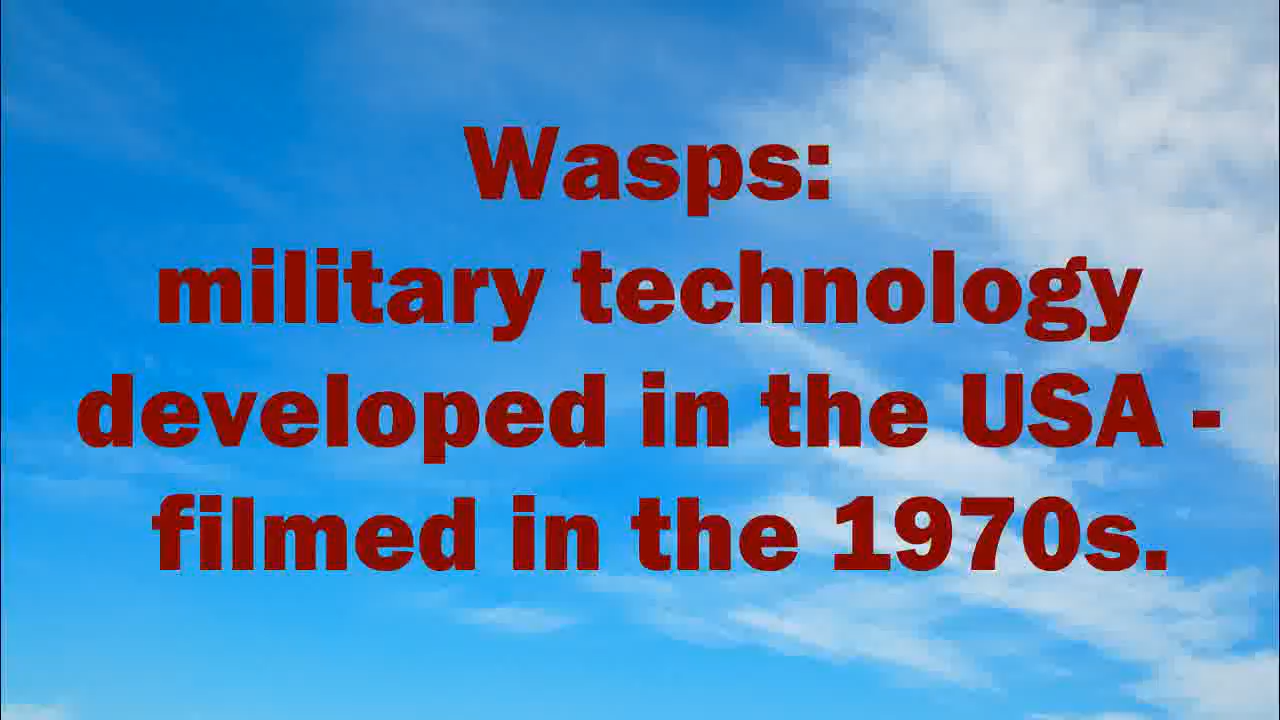 Wasps:
military technology
developed in the USA -
filmed in the 1970s.